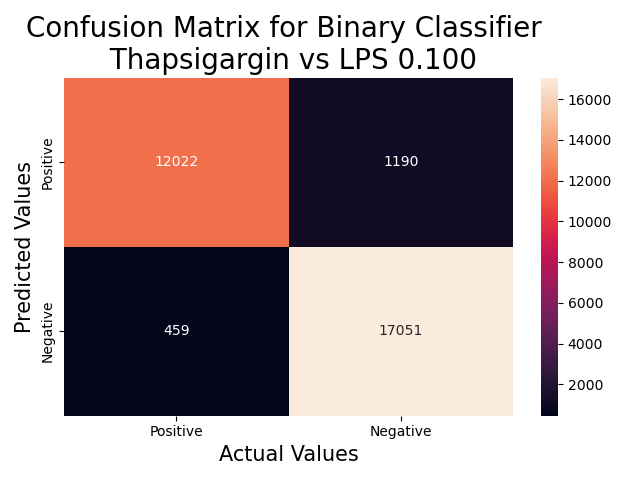 Confusion Matrix for Binary Classifier
Thapsigargin vs LPS 0.100
Predicted Values
Positive
Negative
12022
1190
459
17051
Positive
Negative
Actual Values
16000
14000
12000
10000
8000
6000
4000
2000